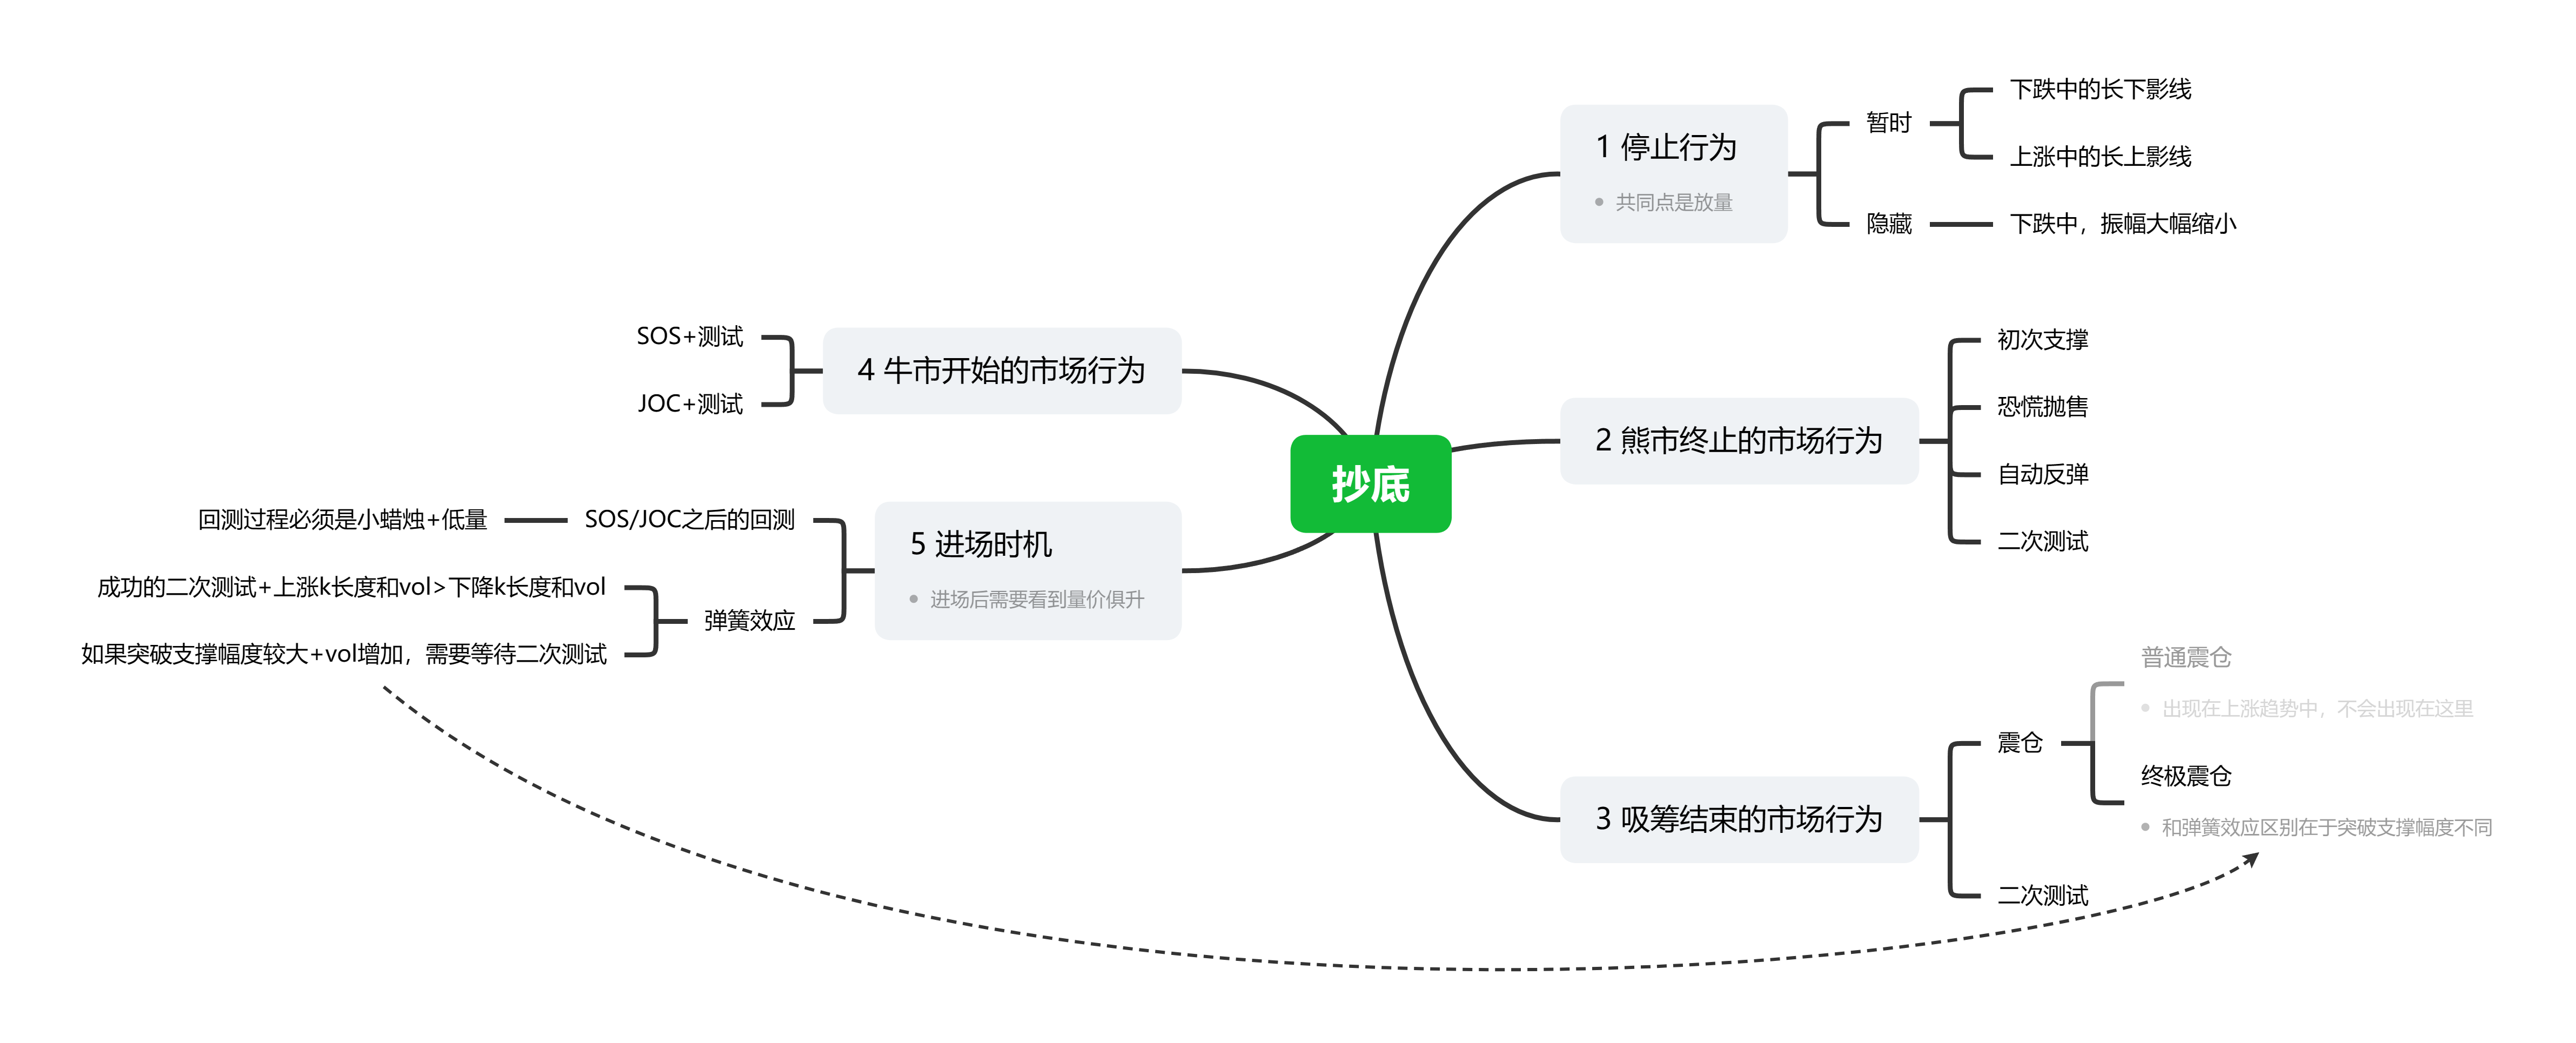 抄底
1 停止行为
共同点是放量
暂时
下跌中的长下影线
上涨中的长上影线
隐藏
下跌中，振幅大幅缩小
2 熊市终止的市场行为
初次支撑
恐慌抛售
自动反弹
二次测试
3 吸筹结束的市场行为
震仓
普通震仓
出现在上涨趋势中，不会出现在这里
终极震仓
和弹簧效应区别在于突破支撑幅度不同
二次测试
4 牛市开始的市场行为
SOS+测试
JOC+测试
5 进场时机
进场后需要看到量价俱升
SOS/JOC之后的回测
回测过程必须是小蜡烛+低量
弹簧效应
成功的二次测试+上涨k长度和vol>下降k长度和vol
如果突破支撑幅度较大+vol增加，需要等待二次测试